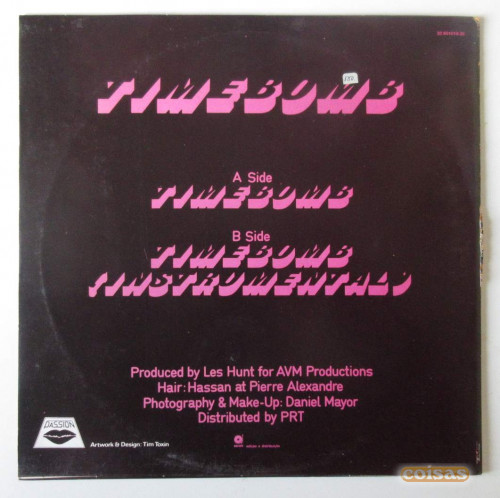 TIMEBOMB
A Side
TIMEBOMB
B Side
TIMEBOMB
(INSTRUMENTAL)
Produced by Les Hunt for AVM Productions
Hair: Hassan at Pierre Alexandre
Photography & Make-Up: Daniel Mayor
Distributed by PRT
PASSION
Artwork & Design: Tim Toxin
coisas